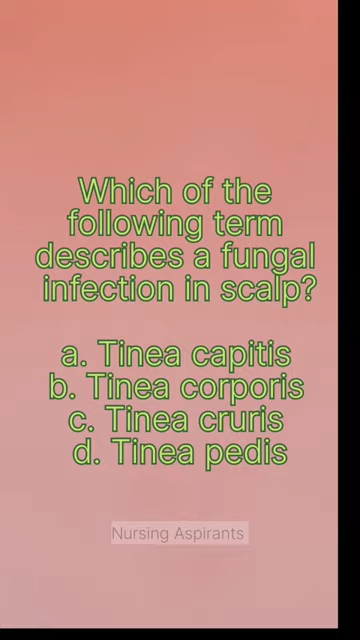 Which of the
following term
describes a fungal
infection in scalp?
a. Tinea capitis
b. Tinea corporis
c. Tinea cruris
d. Tinea pedis
Nursing Aspirants